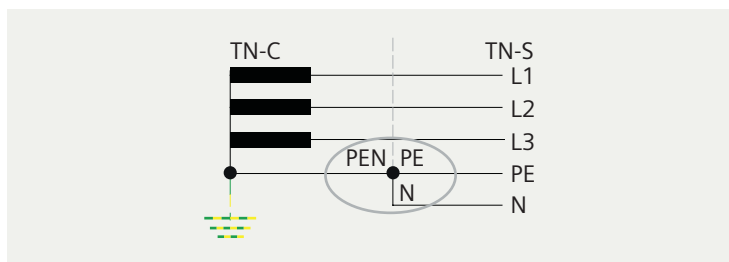 TN-C TN-S
L1
L2
L3
PEN PE PE
N N